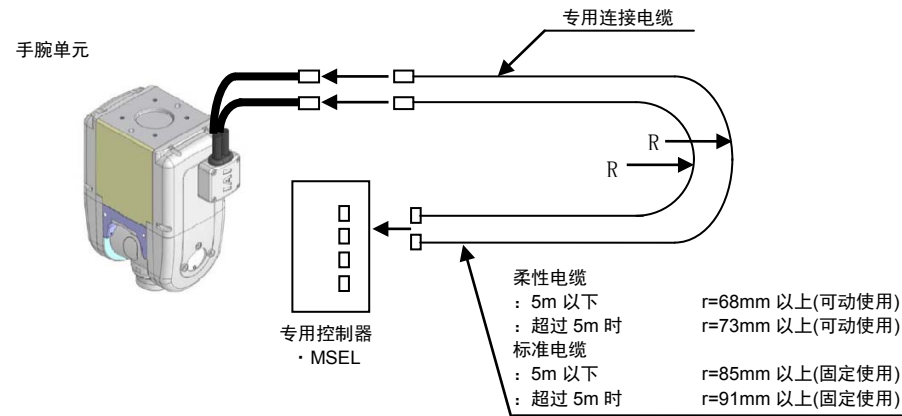 专用连接电缆
手腕单元
R
R
柔性电缆
：5m 以下 r=68mm 以上(可动使用)
：超过 5m 时 r=73mm 以上(可动使用)
标准电缆
：5m 以下 r=85mm 以上(固定使用)
：超过 5m 时 r=91mm 以上(固定使用)
专用控制器
・MSEL